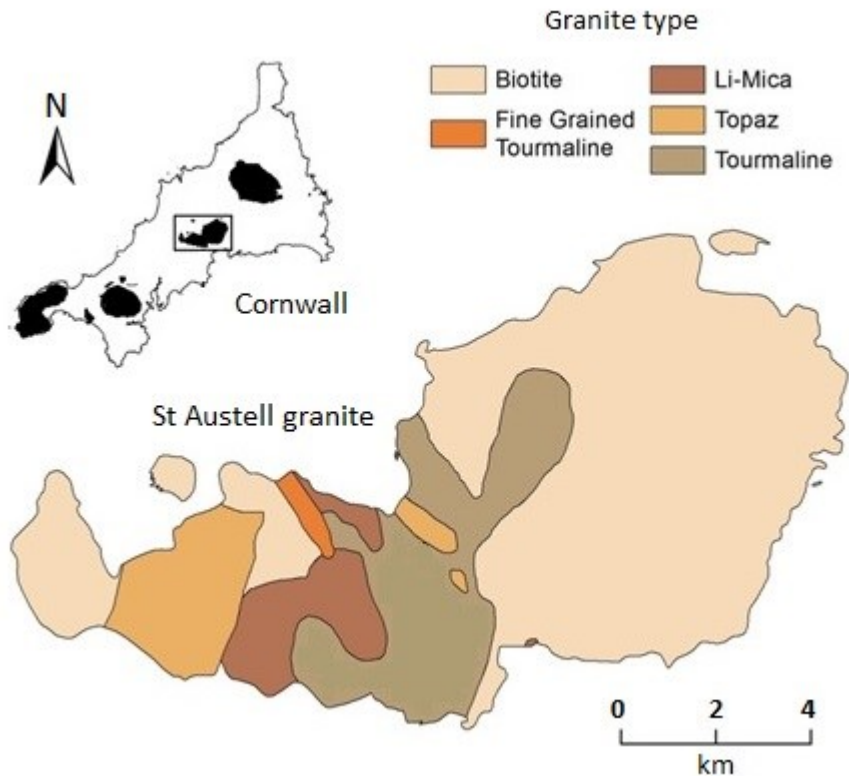 Granite type
Biotite
Fine Grained
Tourmaline
Li-Mica
Topaz
Tourmaline
N
Cornwall
St Austell granite
0 2 4
km